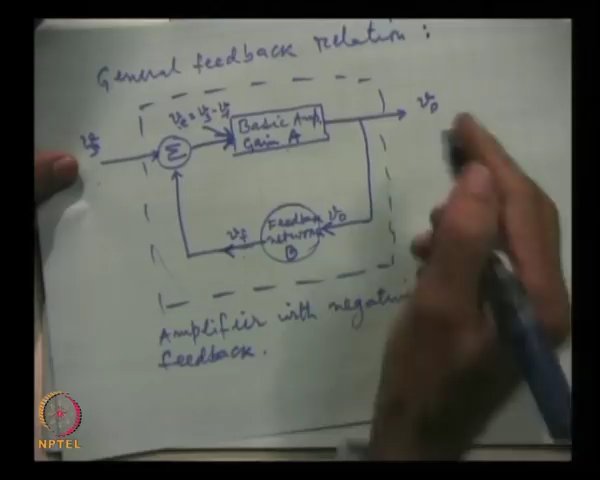 General feedback relation:
vs
vε = vs - vf
Basic Amp
Gain A
vo
Σ
vf
vo
Feedback
network
B
Amplifier with negative
feedback.
NPTEL